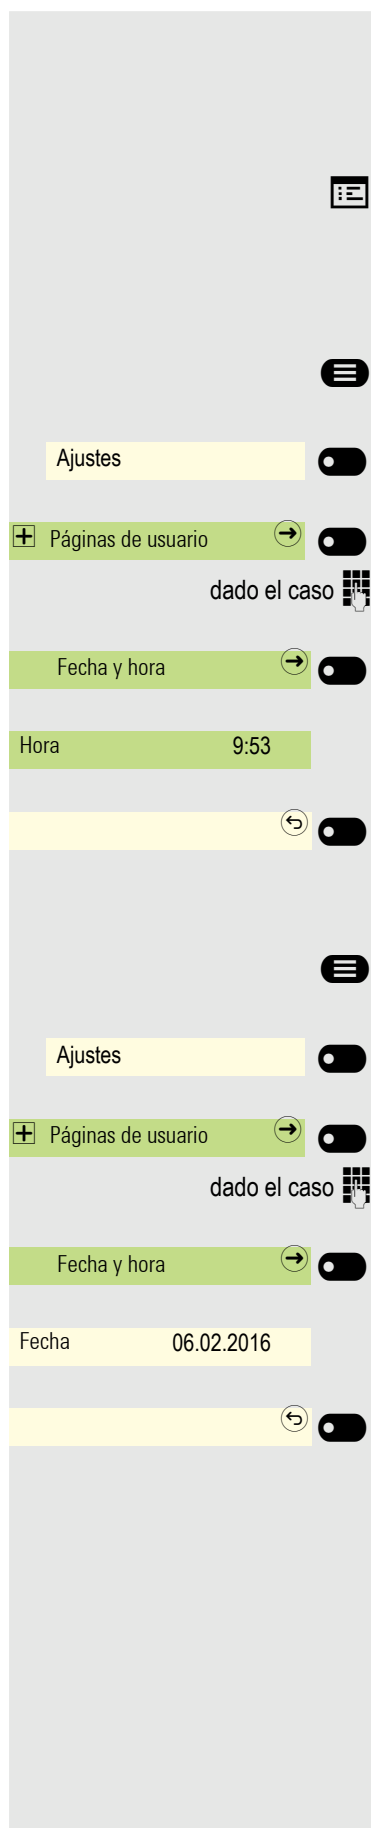 Ajustes
Páginas de usuario
dado el caso
Fecha y hora
Hora 9:53
Ajustes
Páginas de usuario
dado el caso
Fecha y hora
Fecha 06.02.2016